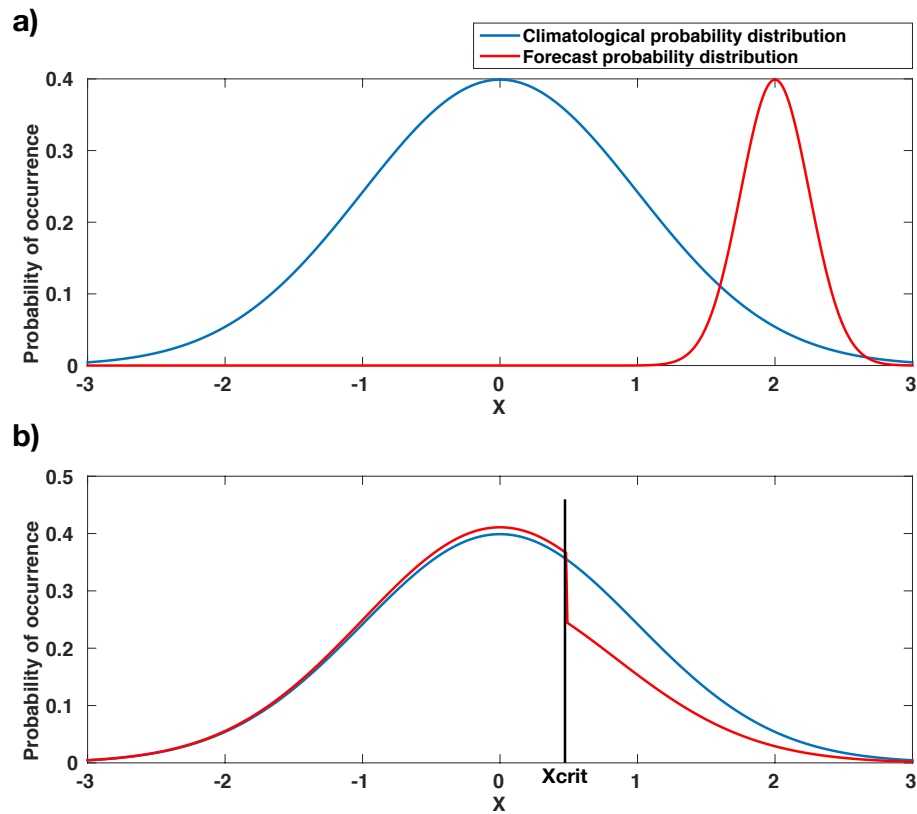 a)
Climatological probability distribution
Forecast probability distribution
0.4
0.3
0.2
0.1
0
Probability of occurrence
-3 -2 -1 0 1 2 3
X
b)
0.5
0.4
0.3
0.2
0.1
0
Probability of occurrence
-3 -2 -1 0 Xcrit 1 2 3
X